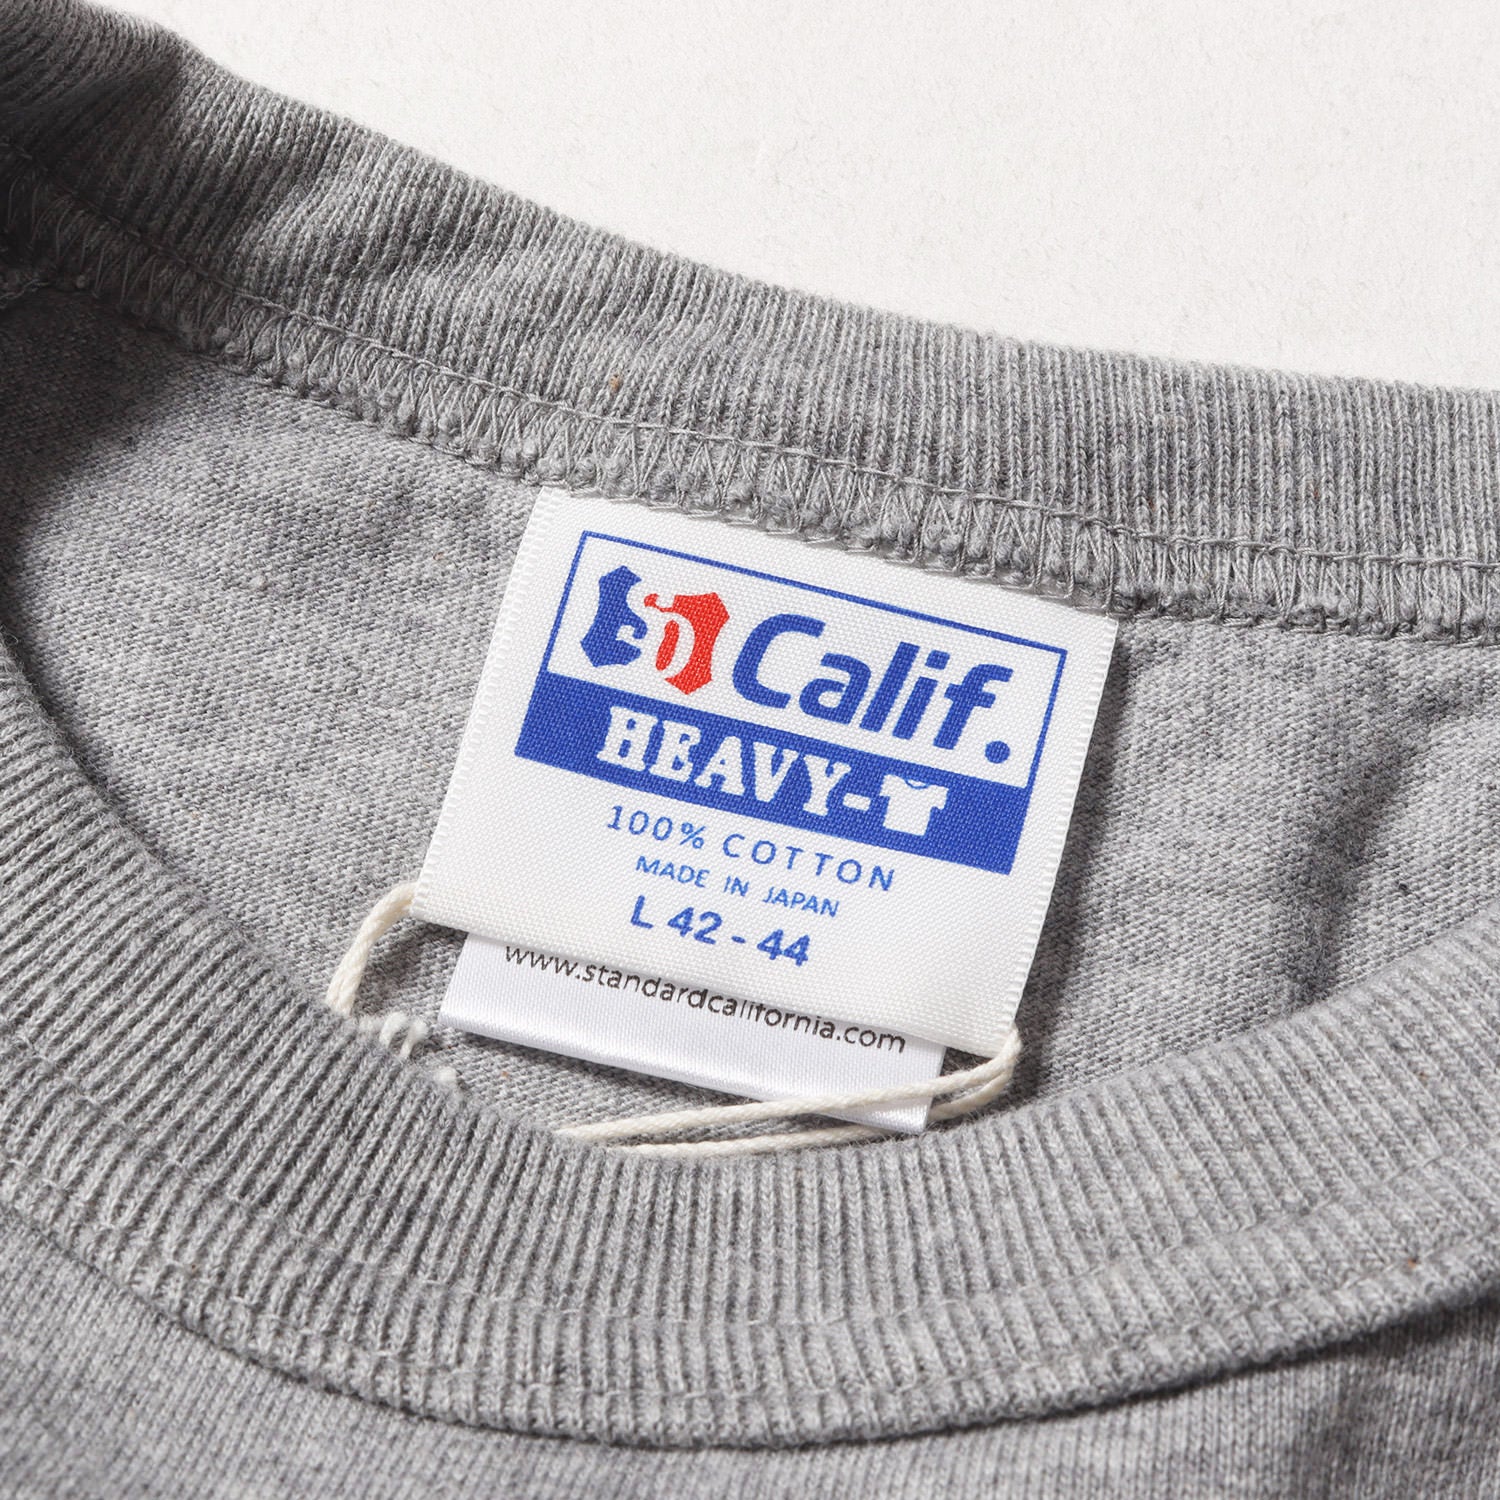 SD Calif.
HEAVY-T
100% COTTON
MADE IN JAPAN
L 42 - 44
www.standardcalifornia.com